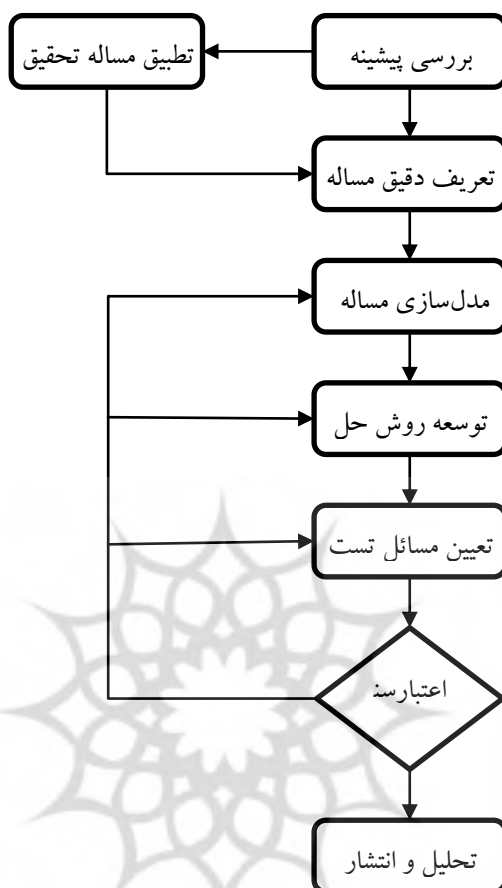 بررسی پیشینه
تطبیق مساله تحقیق
تعریف دقیق مساله
مدل‌سازی مساله
توسعه روش حل
تعیین مسائل تست
اعتبارسنـ
تحلیل و انتشار